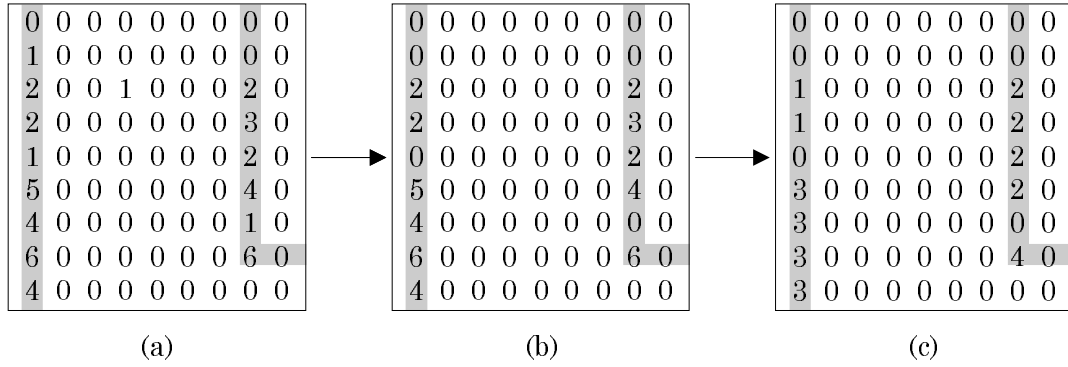 0 0 0 0 0 0 0 0 0 0 0 0 0 0 0 0 0 0 0 0 0 0 0 0 0 0 0
1 0 0 0 0 0 0 0 0 0 0 0 0 0 0 0 0 0 0 0 0 0 0 0 0 0 0
2 0 0 1 0 0 0 2 0 2 0 0 0 0 0 0 2 0 1 0 0 0 0 0 0 2 0
2 0 0 0 0 0 0 3 0 2 0 0 0 0 0 0 3 0 1 0 0 0 0 0 0 2 0
1 0 0 0 0 0 0 2 0 0 0 0 0 0 0 0 2 0 0 0 0 0 0 0 0 2 0
5 0 0 0 0 0 0 4 0 5 0 0 0 0 0 0 4 0 3 0 0 0 0 0 0 2 0
4 0 0 0 0 0 0 1 0 4 0 0 0 0 0 0 0 0 3 0 0 0 0 0 0 0 0
6 0 0 0 0 0 0 6 0 6 0 0 0 0 0 0 6 0 3 0 0 0 0 0 0 4 0
4 0 0 0 0 0 0 0 0 4 0 0 0 0 0 0 0 0 3 0 0 0 0 0 0 0 0
(a) (b) (c)